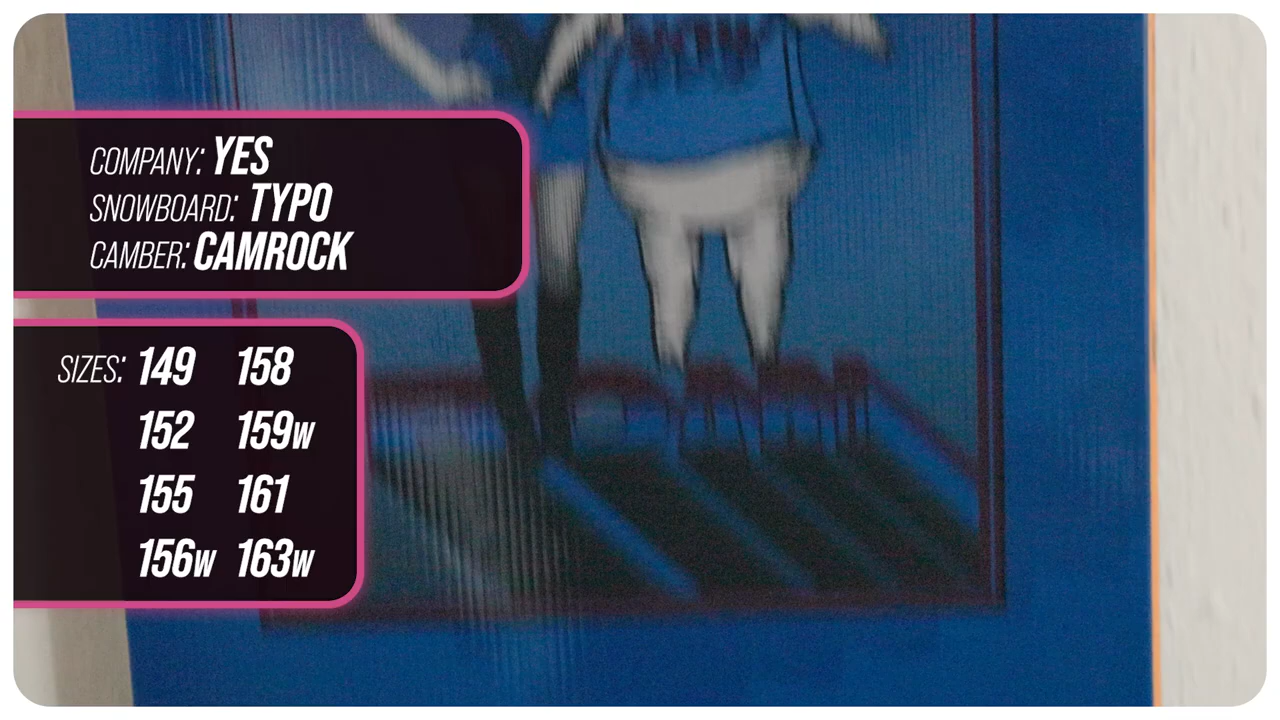 COMPANY: YES
SNOWBOARD: TYPO
CAMBER: CAMROCK
SIZES: 149 158
152 159W
155 161
156W 163W